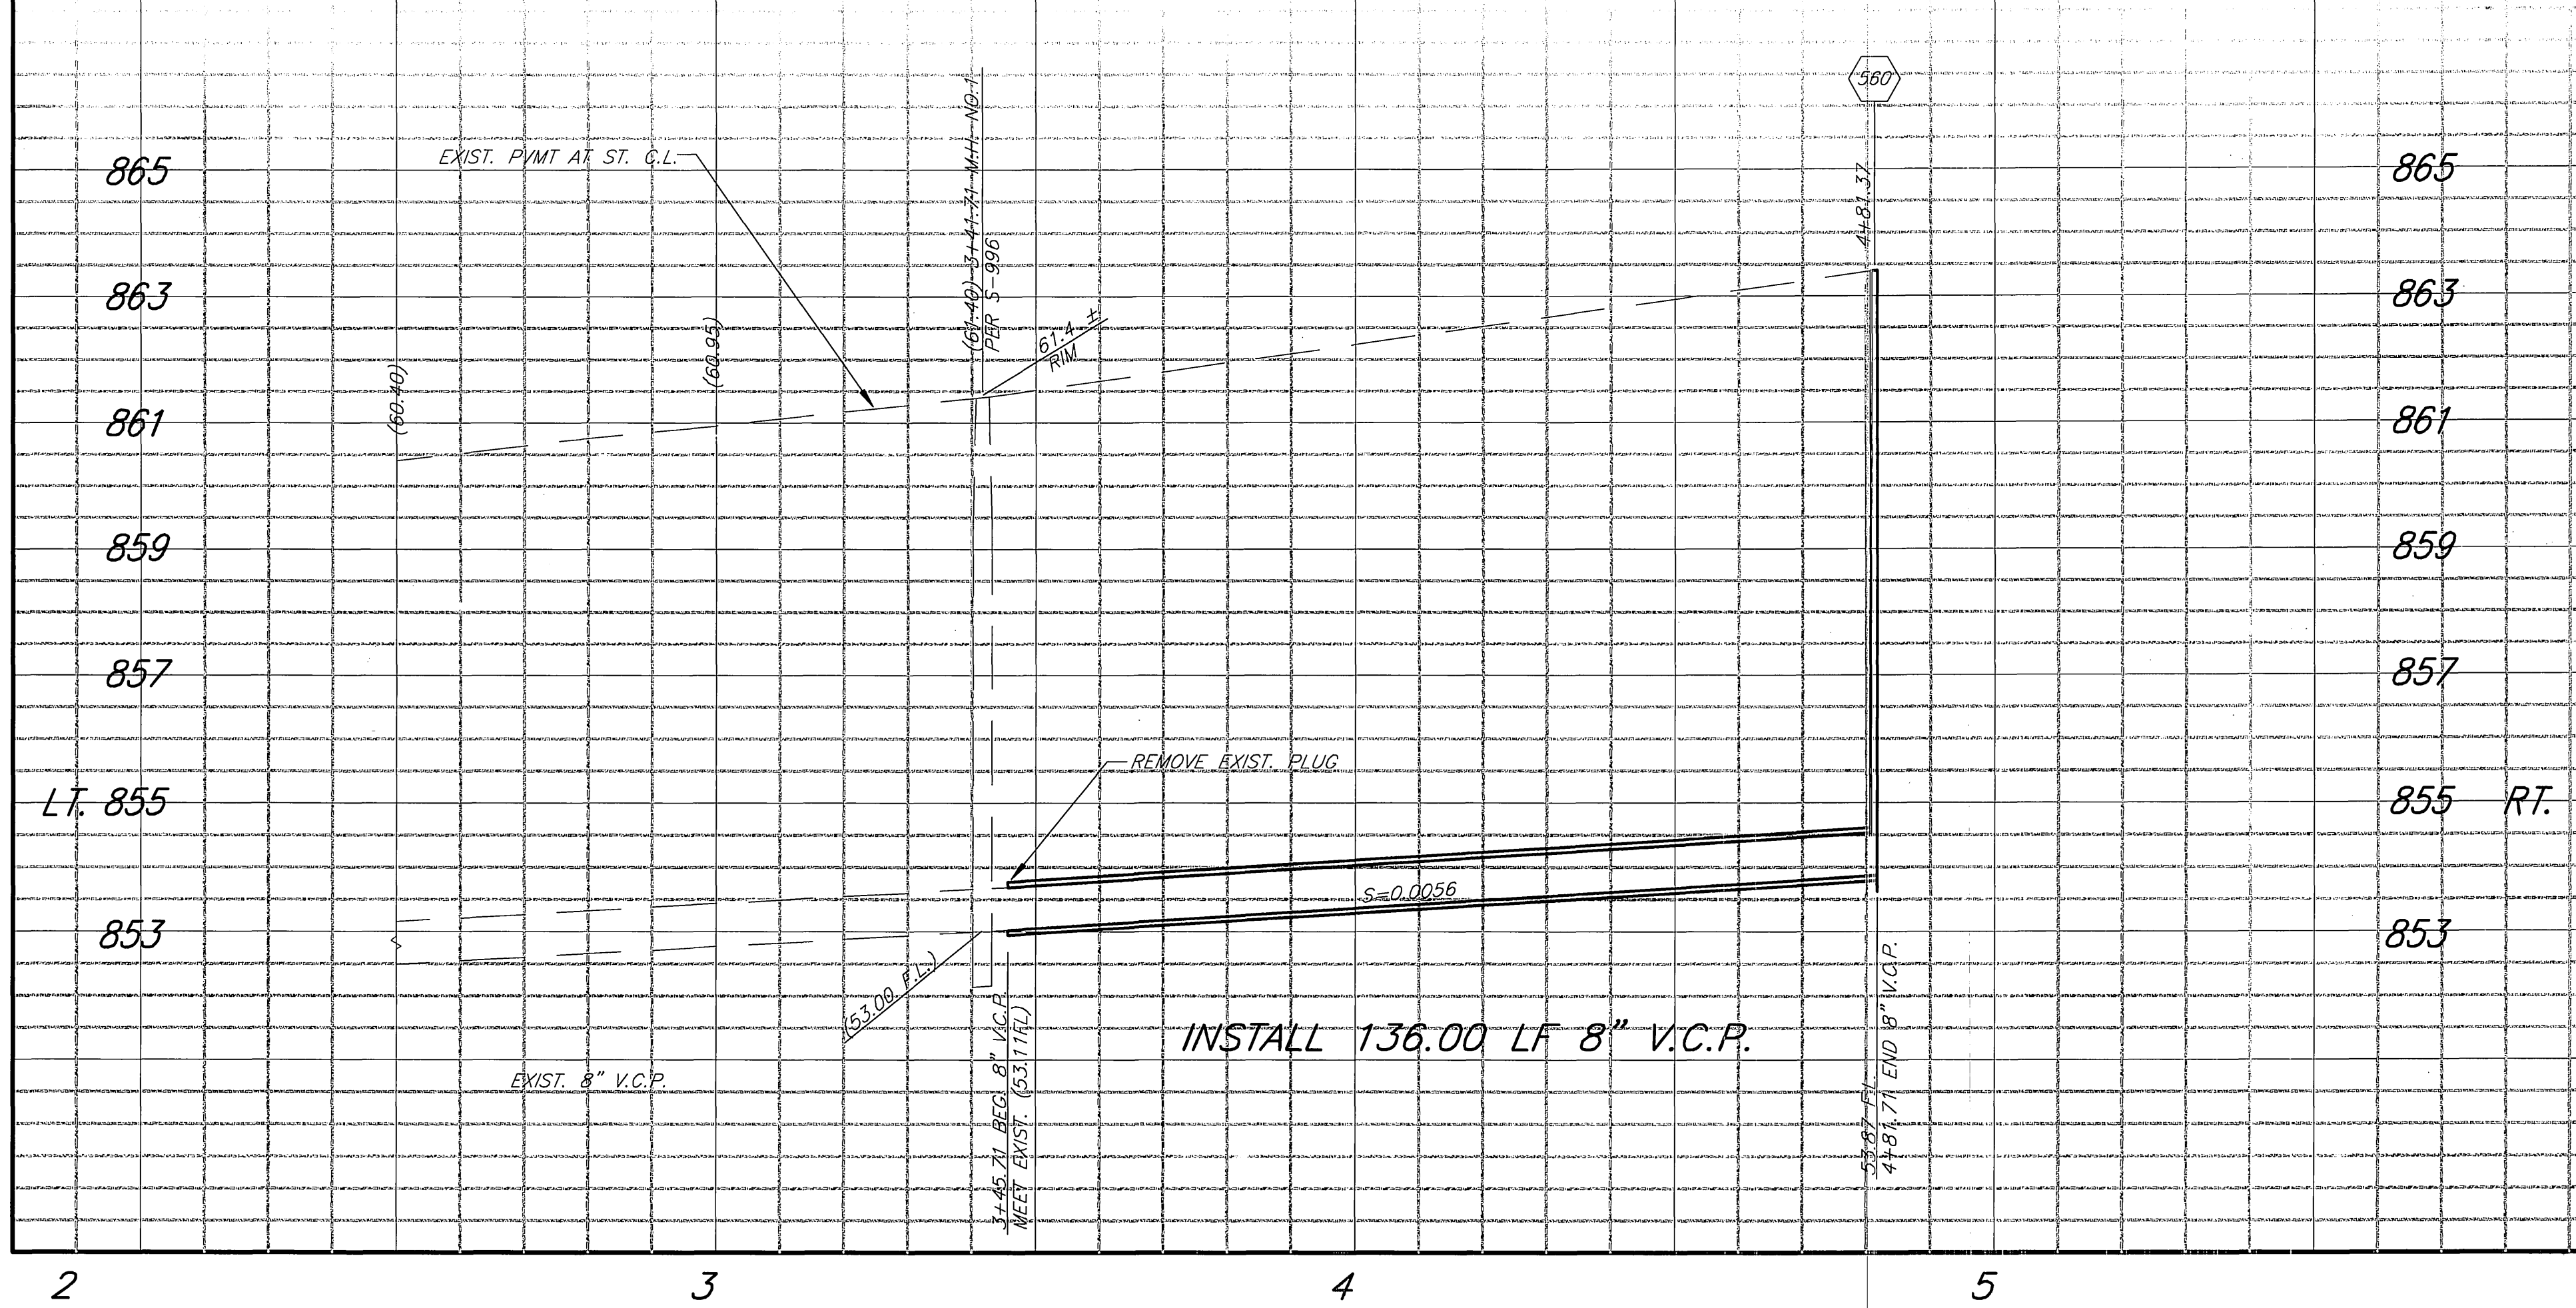 560
865
EXIST. PVMT AT ST. C.L.
(61.40) 3+41.71 M.H. NO.1
PER S-996
4+81.37
865
863
(60.40)
(60.95)
61.4 ±
RIM
863
861
861
859
859
857
857
REMOVE EXIST. PLUG
LT. 855
855 RT.
S=0.0056
853
853
(53.00 F.L.)
3+45.71 BEG. 8" V.C.P.
MEET EXIST. (53.11FL)
INSTALL 136.00 LF 8" V.C.P.
53.87 F.L.
4+81.71 END 8" V.C.P.
EXIST. 8" V.C.P.
2
3
4
5